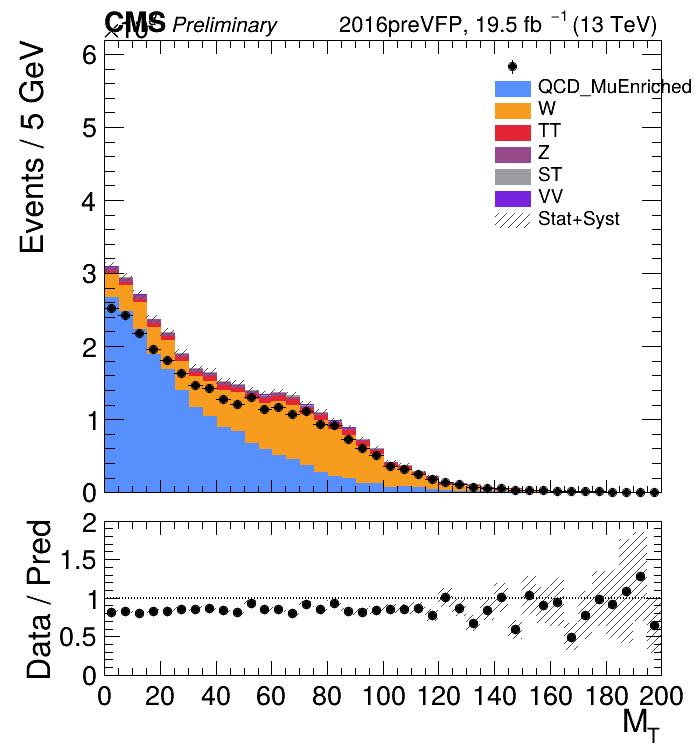 CMS Preliminary 2016preVFP, 19.5 fb⁻¹ (13 TeV)
Events / 5 GeV
6
5
4
3
2
1
0
QCD_MuEnriched
W
TT
Z
ST
VV
Stat+Syst
Data / Pred
2
1.5
1
0.5
0
0 20 40 60 80 100 120 140 160 180 200
M_T